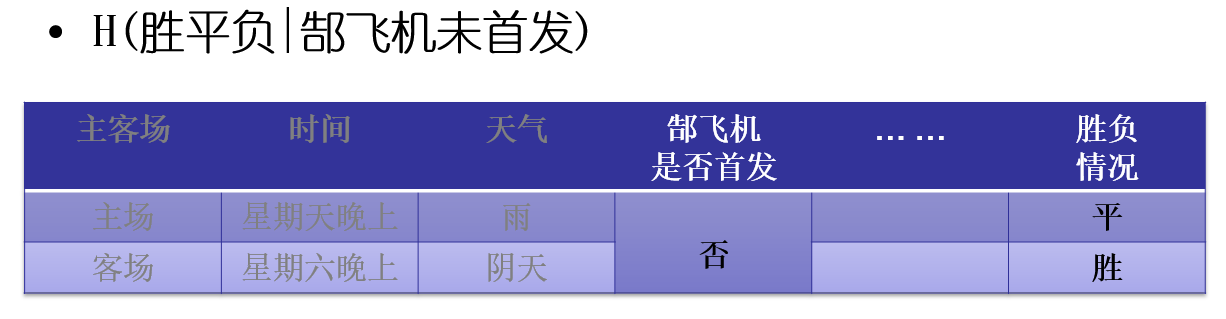 • H(胜平负|郜飞机未首发)
主客场 时间 天气 郜飞机 … … 胜负
是否首发 情况
主场 星期天晚上 雨 平
否
客场 星期六晚上 阴天 胜